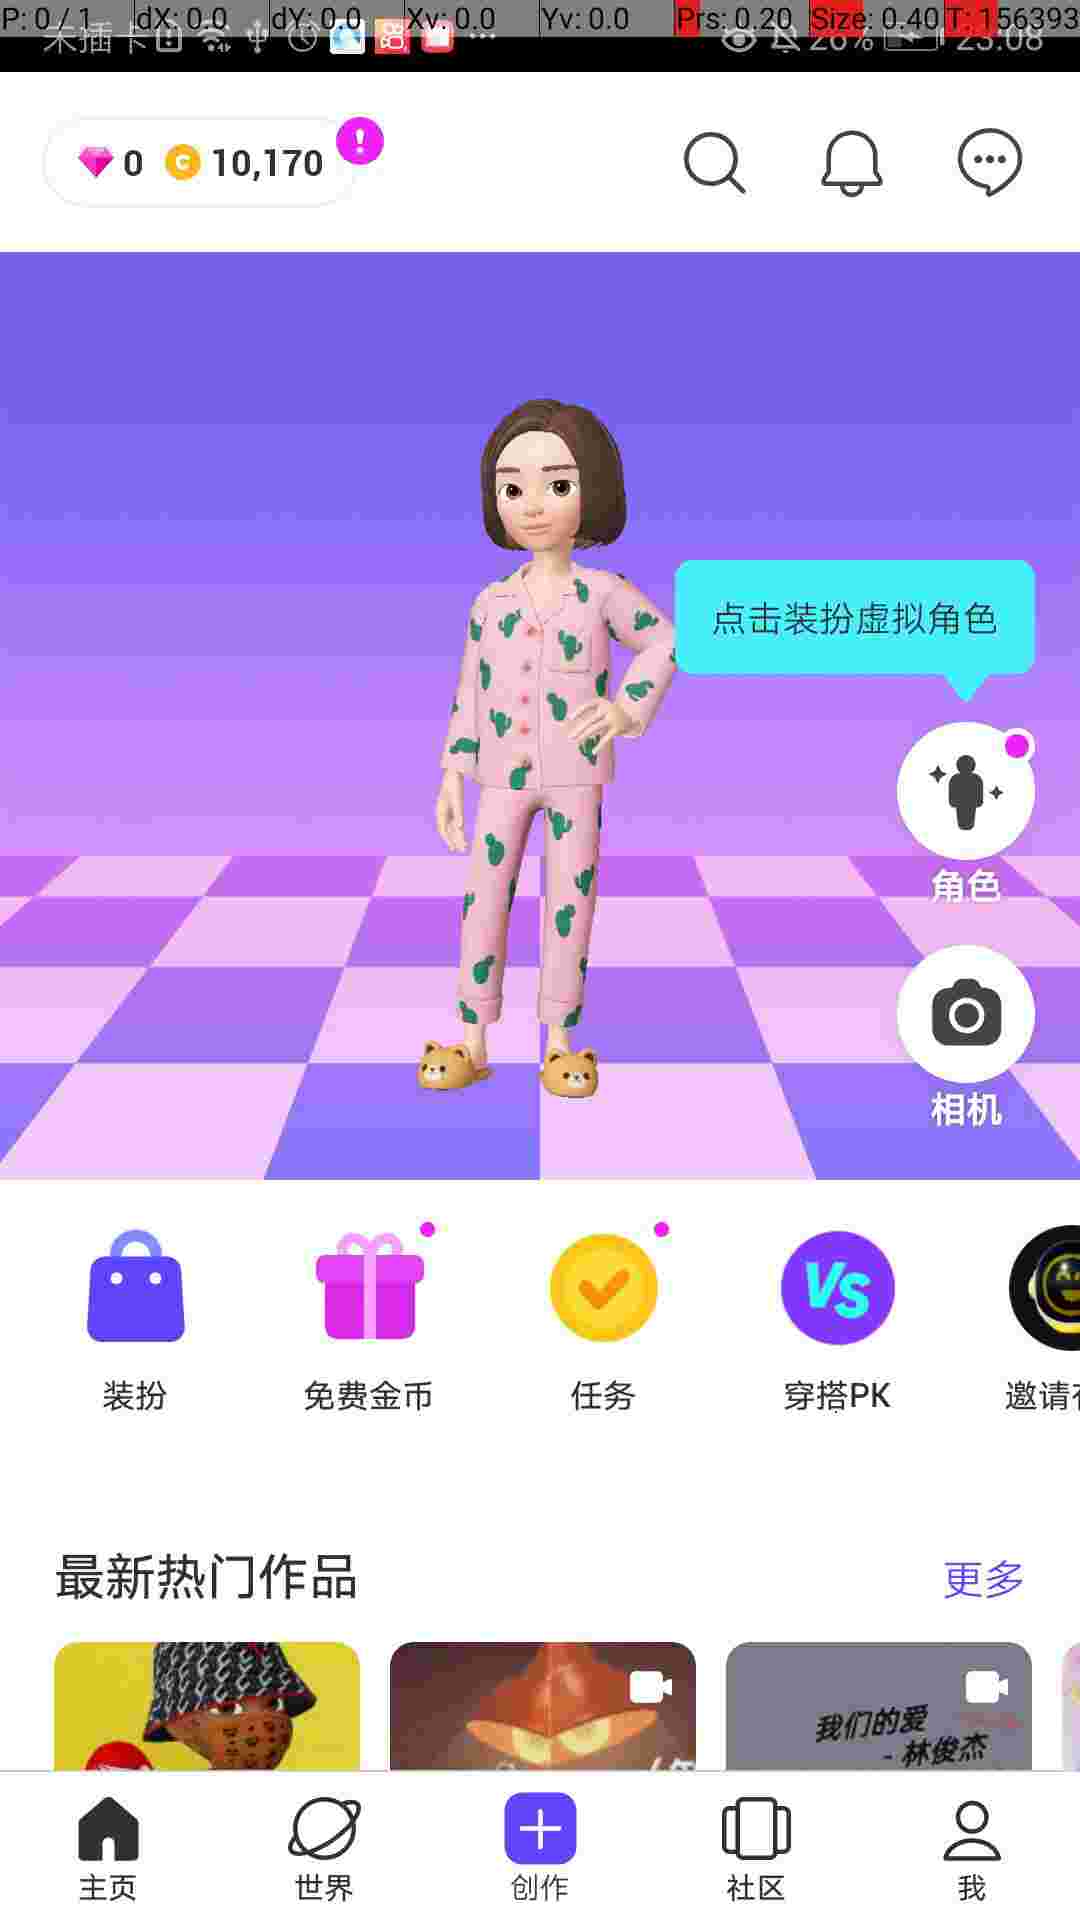 P: 0 / 1 dX: 0.0 dY: 0.0 Xv: 0.0 Yv: 0.0 Prs: 0.20 Size: 0.40 T: 156393
未插卡 26% 23:08
0 C 10,170
点击装扮虚拟角色
角色
相机
VS
装扮 免费金币 任务 穿搭PK 邀请
最新热门作品 更多
我们的爱
- 林俊杰
主页 世界 创作 社区 我